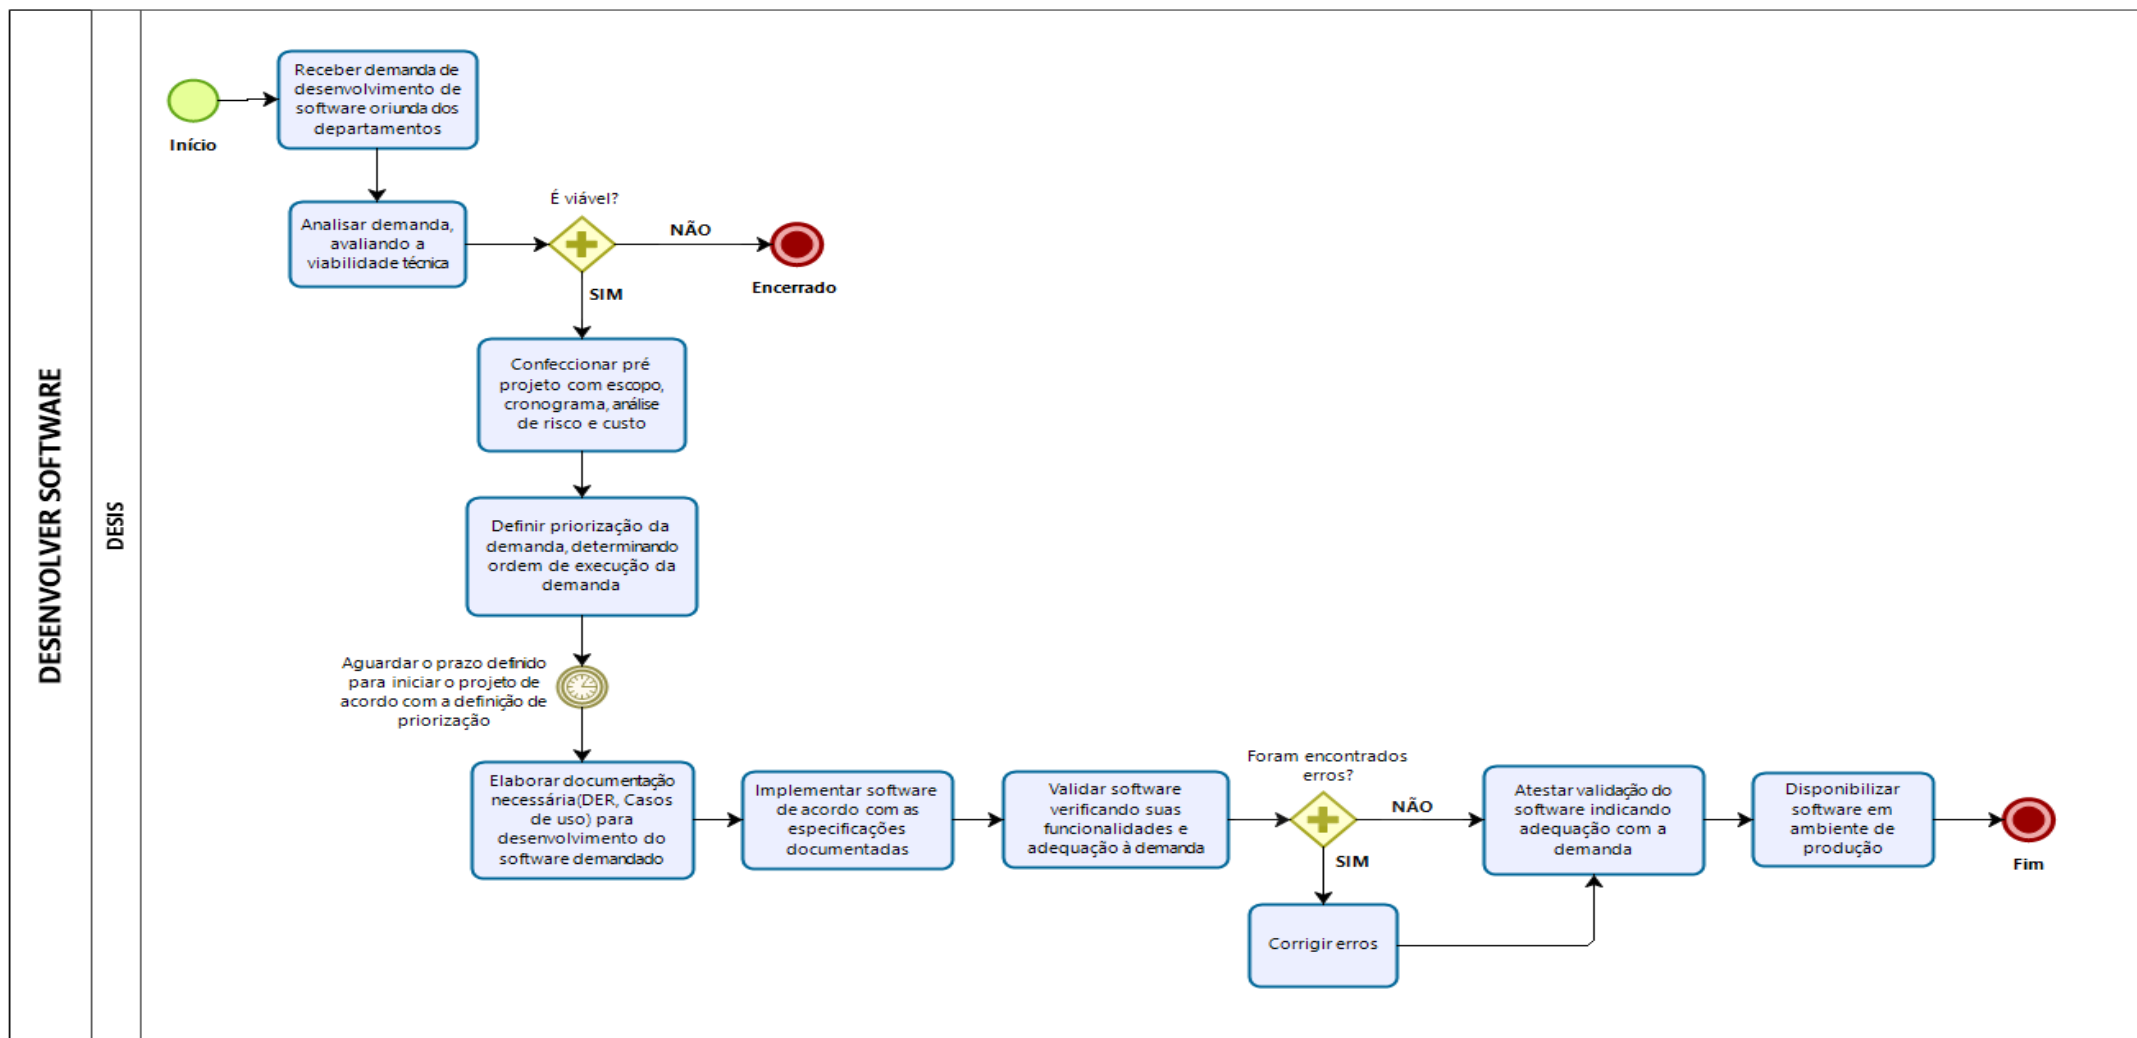 DESENVOLVER SOFTWARE
DESIS
Início
Receber demanda de
desenvolvimento de
software oriunda dos
departamentos
Analisar demanda,
avaliando a
viabilidade técnica
É viável?
NÃO
Encerrado
SIM
Confeccionar pré
projeto com escopo,
cronograma, análise
de risco e custo
Definir priorização da
demanda, determinando
ordem de execução da
demanda
Aguardar o prazo definido
para iniciar o projeto de
acordo com a definição de
priorização
Elaborar documentação
necessária(DER, Casos
de uso) para
desenvolvimento do
software demandado
Implementar software
de acordo com as
especificações
documentadas
Validar software
verificando suas
funcionalidades e
adequação à demanda
Foram encontrados
erros?
NÃO
SIM
Corrigir erros
Atestar validação do
software indicando
adequação com a
demanda
Disponibilizar
software em
ambiente de
produção
Fim